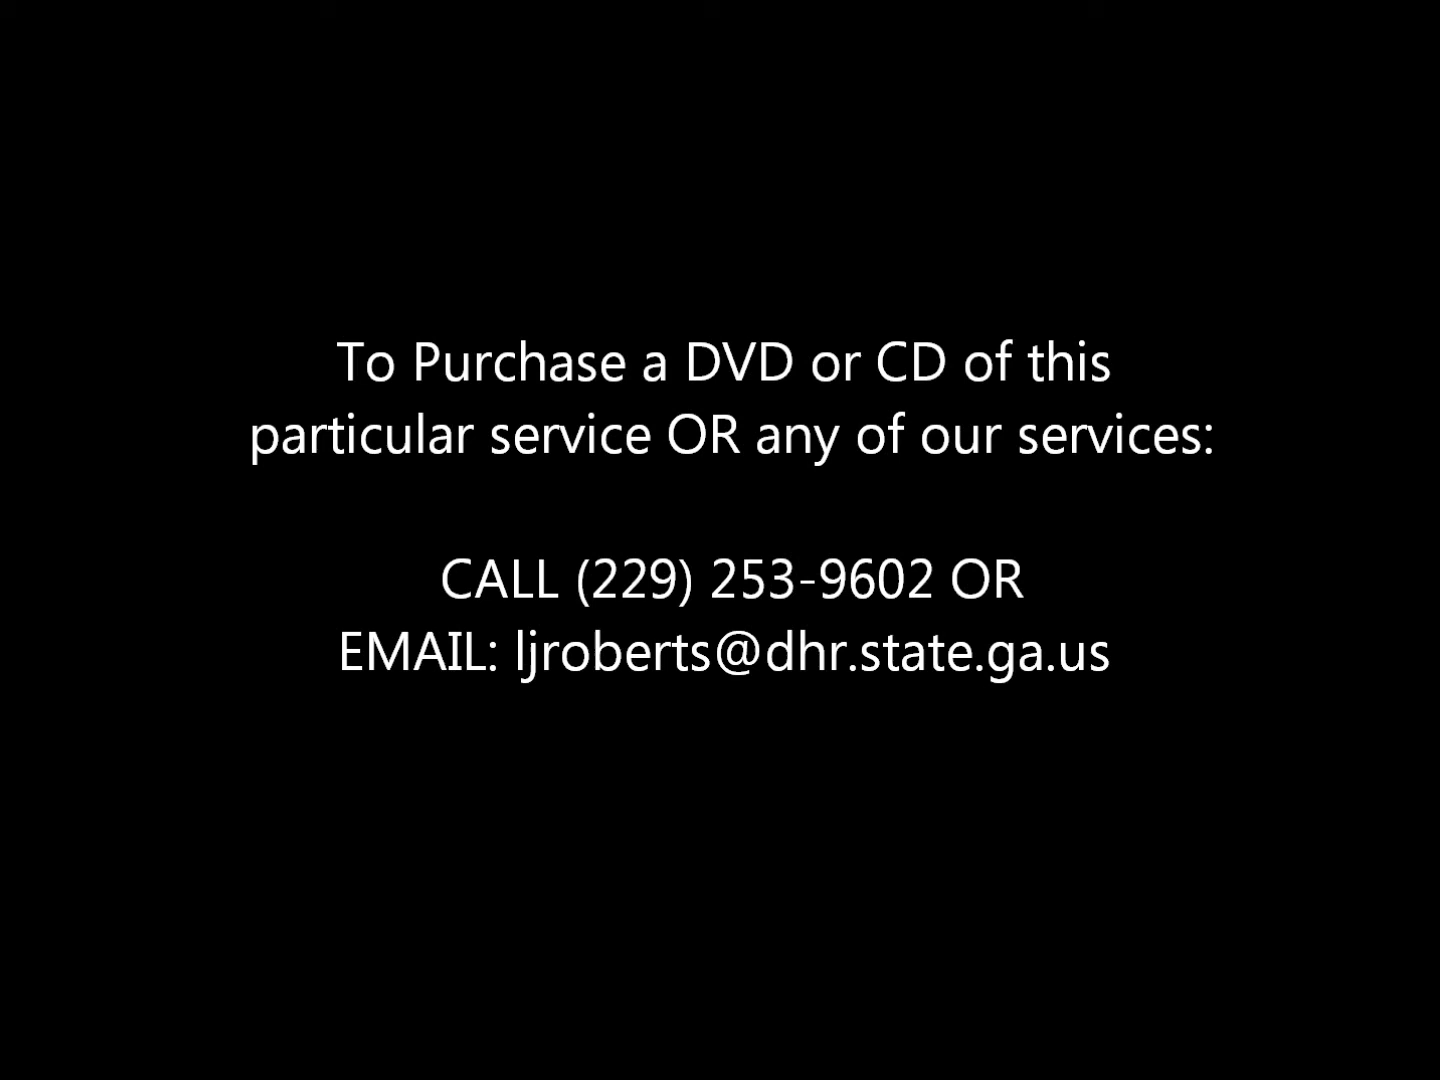 To Purchase a DVD or CD of this
particular service OR any of our services:
CALL (229) 253-9602 OR
EMAIL: ljroberts@dhr.state.ga.us